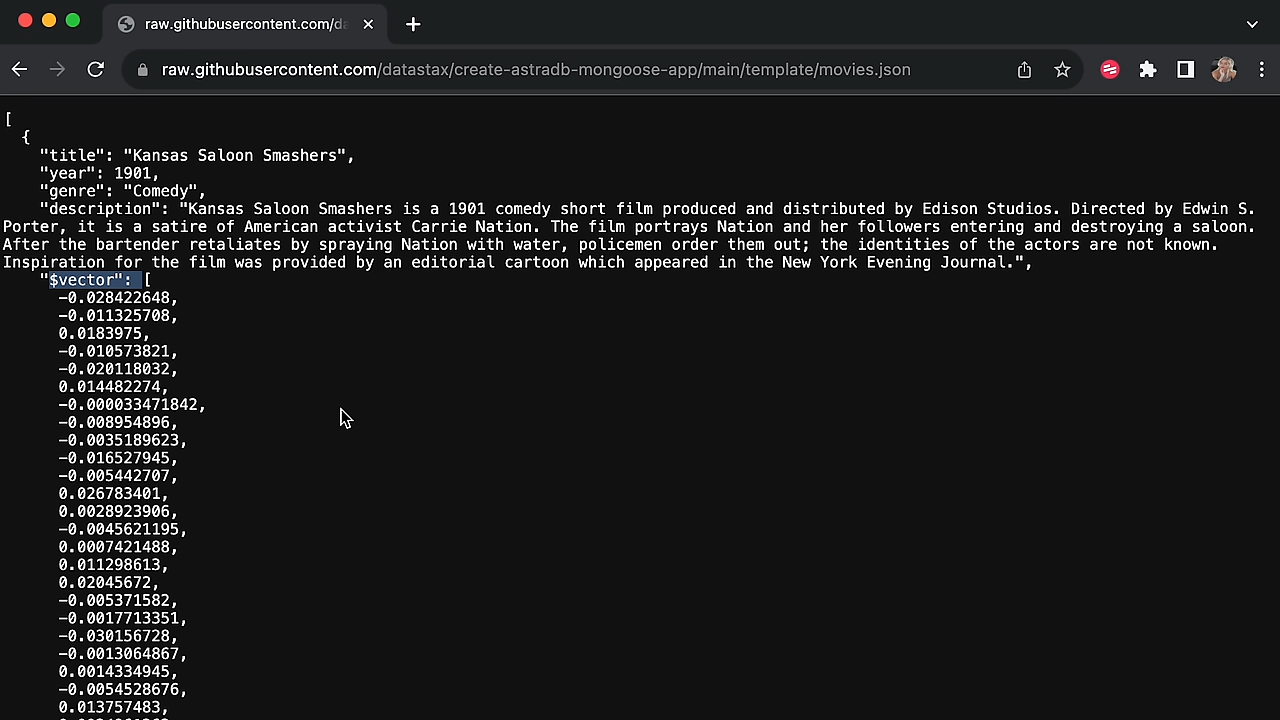 raw.githubusercontent.com/da
raw.githubusercontent.com/datastax/create-astradb-mongoose-app/main/template/movies.json
[
{
"title": "Kansas Saloon Smashers",
"year": 1901,
"genre": "Comedy",
"description": "Kansas Saloon Smashers is a 1901 comedy short film produced and distributed by Edison Studios. Directed by Edwin S.
Porter, it is a satire of American activist Carrie Nation. The film portrays Nation and her followers entering and destroying a saloon.
After the bartender retaliates by spraying Nation with water, policemen order them out; the identities of the actors are not known.
Inspiration for the film was provided by an editorial cartoon which appeared in the New York Evening Journal.",
"$vector": [
-0.028422648,
-0.011325708,
0.0183975,
-0.010573821,
-0.020118032,
0.014482274,
-0.000033471842,
-0.008954896,
-0.0035189623,
-0.016527945,
-0.005442707,
0.026783401,
0.0028923906,
-0.0045621195,
0.0007421488,
0.011298613,
0.02045672,
-0.005371582,
-0.0017713351,
-0.030156728,
-0.0013064867,
0.0014334945,
-0.0054528676,
0.013757483,